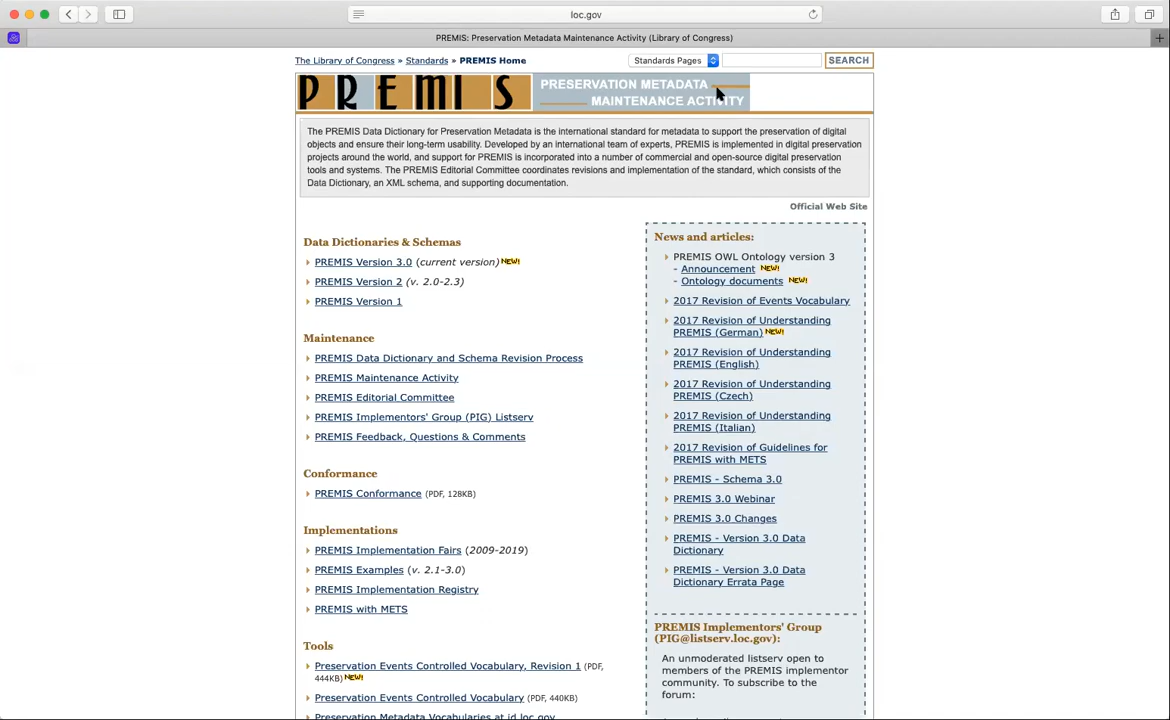 loc.gov
PREMIS: Preservation Metadata Maintenance Activity (Library of Congress)
The Library of Congress » Standards » PREMIS Home
Standards Pages
SEARCH
PREMIS
PRESERVATION METADATA
MAINTENANCE ACTIVITY
The PREMIS Data Dictionary for Preservation Metadata is the international standard for metadata to support the preservation of digital
objects and ensure their long-term usability. Developed by an international team of experts, PREMIS is implemented in digital preservation
projects around the world, and support for PREMIS is incorporated into a number of commercial and open-source digital preservation
tools and systems. The PREMIS Editorial Committee coordinates revisions and implementation of the standard, which consists of the
Data Dictionary, an XML schema, and supporting documentation.
Official Web Site
Data Dictionaries & Schemas
PREMIS Version 3.0 (current version) NEW!
PREMIS Version 2 (v. 2.0-2.3)
PREMIS Version 1
Maintenance
PREMIS Data Dictionary and Schema Revision Process
PREMIS Maintenance Activity
PREMIS Editorial Committee
PREMIS Implementors' Group (PIG) Listserv
PREMIS Feedback, Questions & Comments
Conformance
PREMIS Conformance (PDF, 128KB)
Implementations
PREMIS Implementation Fairs (2009-2019)
PREMIS Examples (v. 2.1-3.0)
PREMIS Implementation Registry
PREMIS with METS
Tools
Preservation Events Controlled Vocabulary, Revision 1 (PDF,
444KB) NEW!
Preservation Events Controlled Vocabulary (PDF, 440KB)
Preservation Metadata Vocabularies at id.loc.gov
News and articles:
PREMIS OWL Ontology version 3
- Announcement NEW!
- Ontology documents NEW!
2017 Revision of Events Vocabulary
2017 Revision of Understanding
PREMIS (German) NEW!
2017 Revision of Understanding
PREMIS (English)
2017 Revision of Understanding
PREMIS (Czech)
2017 Revision of Understanding
PREMIS (Italian)
2017 Revision of Guidelines for
PREMIS with METS
PREMIS - Schema 3.0
PREMIS 3.0 Webinar
PREMIS 3.0 Changes
PREMIS - Version 3.0 Data
Dictionary
PREMIS - Version 3.0 Data
Dictionary Errata Page
PREMIS Implementors' Group
(PIG@listserv.loc.gov):
An unmoderated listserv open to
members of the PREMIS implementor
community. To subscribe to the
forum: